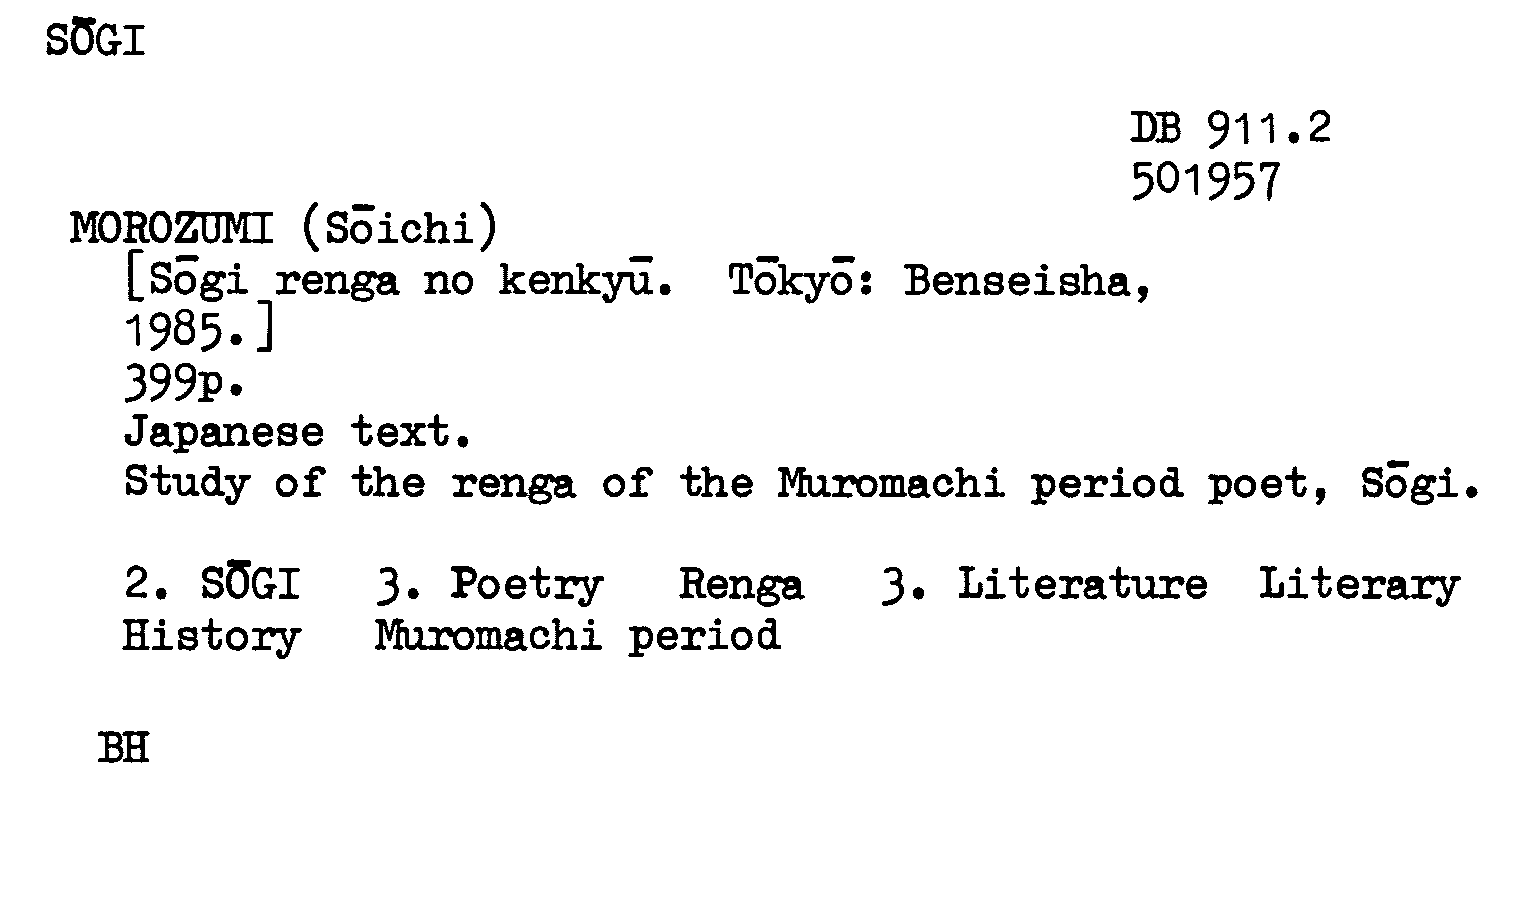 SŌGI
DB 911.2
501957
MOROZUMI (Sōichi)
[Sōgi renga no kenkyū. Tōkyō: Benseisha,
1985.]
399p.
Japanese text.
Study of the renga of the Muromachi period poet, Sōgi.
2. SŌGI 3. Poetry Renga 3. Literature Literary
History Muromachi period
BH